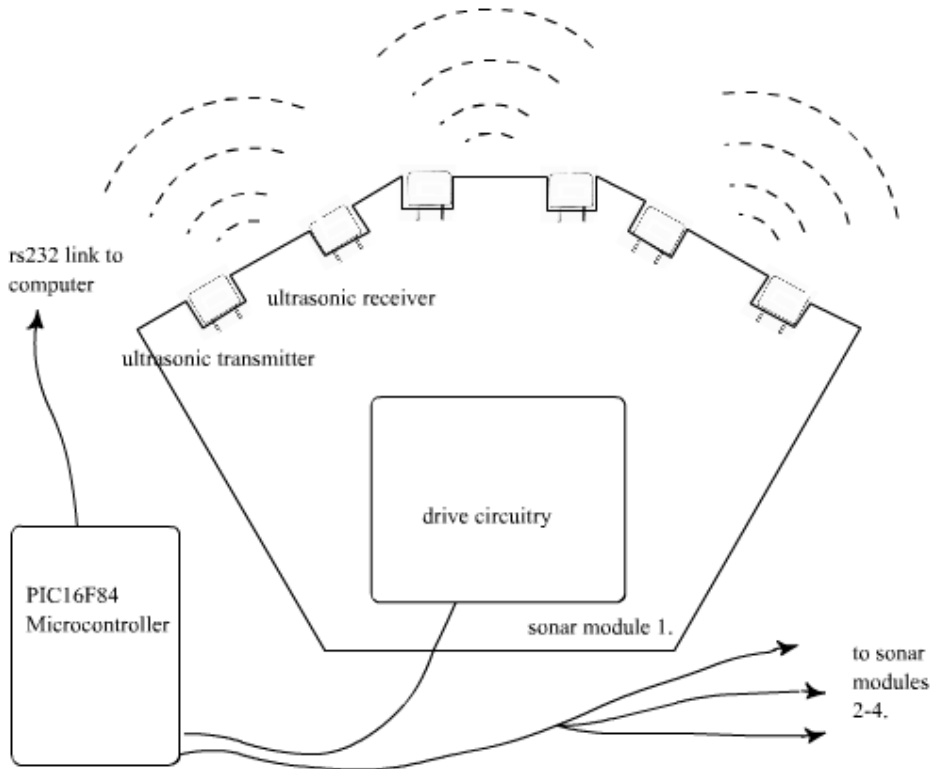 rs232 link to
computer
ultrasonic receiver
ultrasonic transmitter
drive circuitry
PIC16F84
Microcontroller
sonar module 1.
to sonar
modules
2-4.